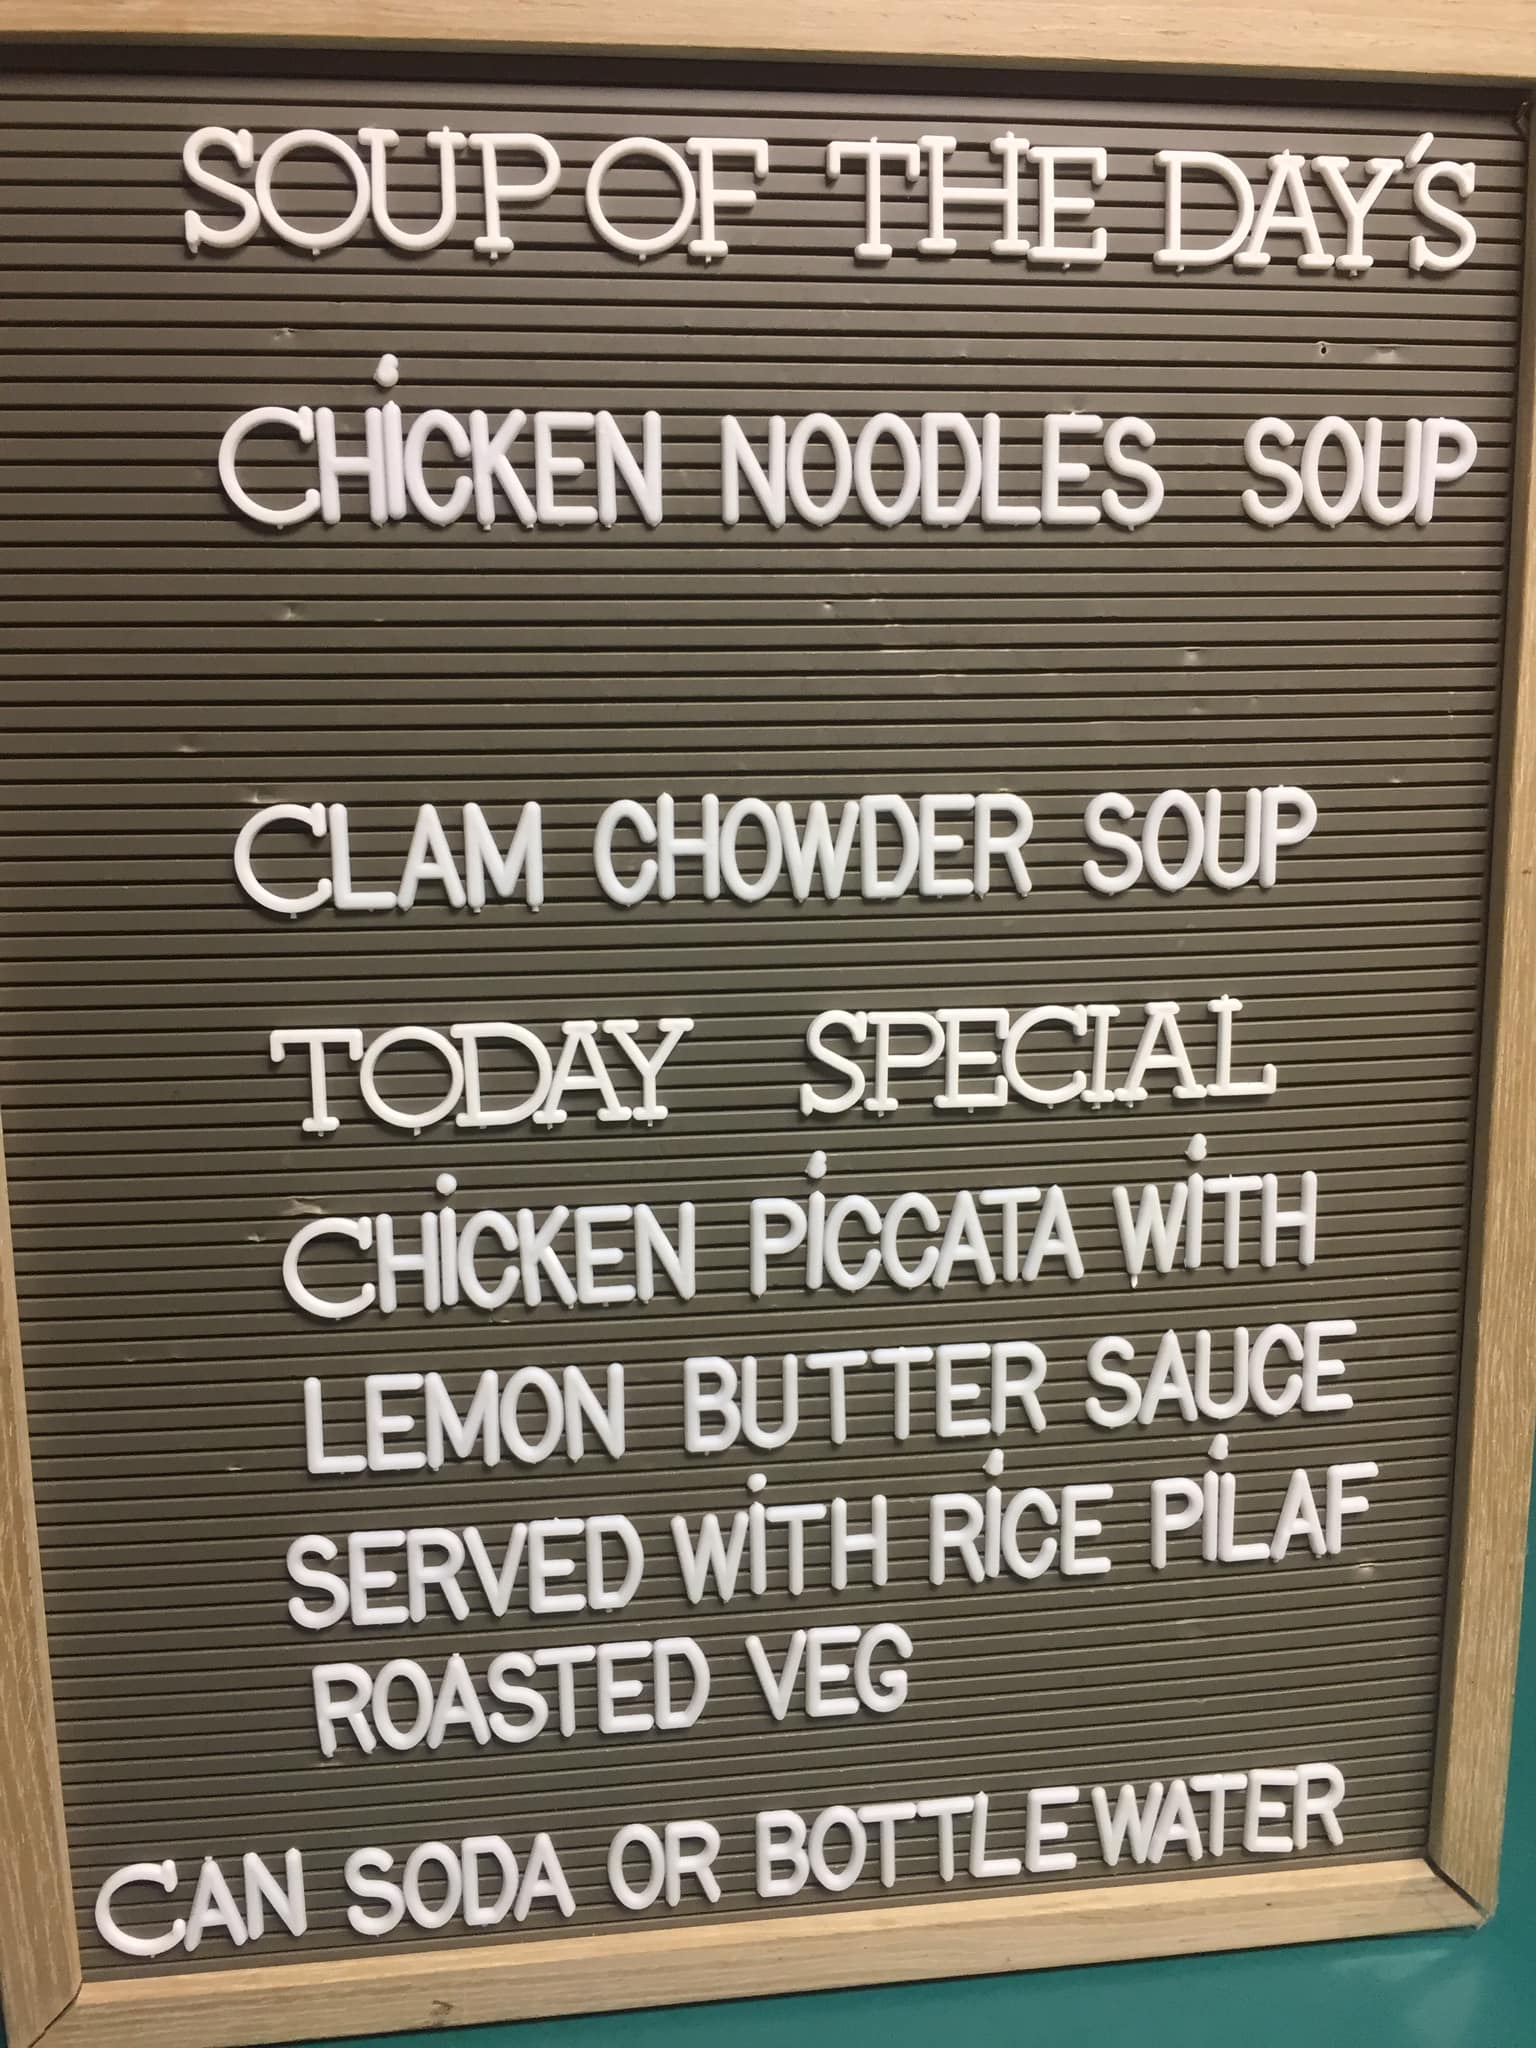 SOUP OF THE DAY'S
CHiCKEN NOODLES SOUP
CLAM CHOWDER SOUP
TODAY SPECIAL
CHiCKEN PiCCATA WiTH
LEMON BUTTER SAUCE
SERVED WiTH RiCE PiLAF
ROASTED VEG
CAN SODA OR BOTTLE WATER